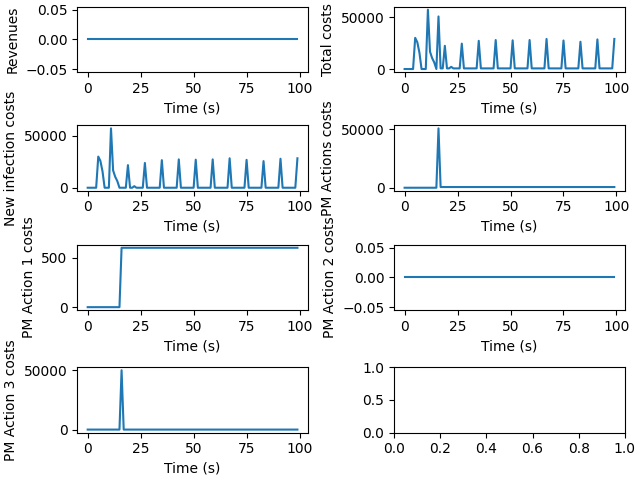 Revenues
0.05
0.00
−0.05
0 25 50 75 100
Time (s)
Total costs
50000
0
0 25 50 75 100
Time (s)
New infection costs
50000
0
0 25 50 75 100
Time (s)
PM Actions costs
50000
0
0 25 50 75 100
Time (s)
PM Action 1 costs
500
0
0 25 50 75 100
Time (s)
PM Action 2 costs
0.05
0.00
−0.05
0 25 50 75 100
Time (s)
PM Action 3 costs
50000
0
0 25 50 75 100
Time (s)
1.0
0.5
0.0
0.0 0.2 0.4 0.6 0.8 1.0